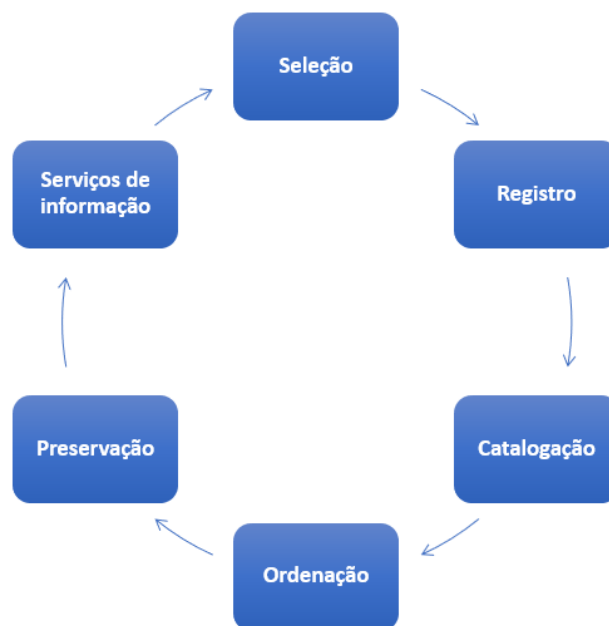 Seleção
Registro
Catalogação
Ordenação
Preservação
Serviços de
informação